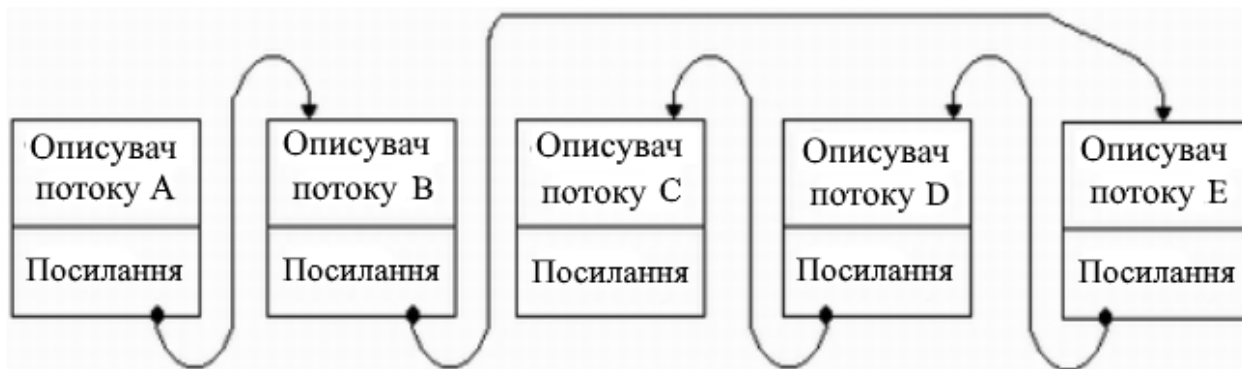 Описувач
потоку A
Посилання
Описувач
потоку B
Посилання
Описувач
потоку C
Посилання
Описувач
потоку D
Посилання
Описувач
потоку E
Посилання